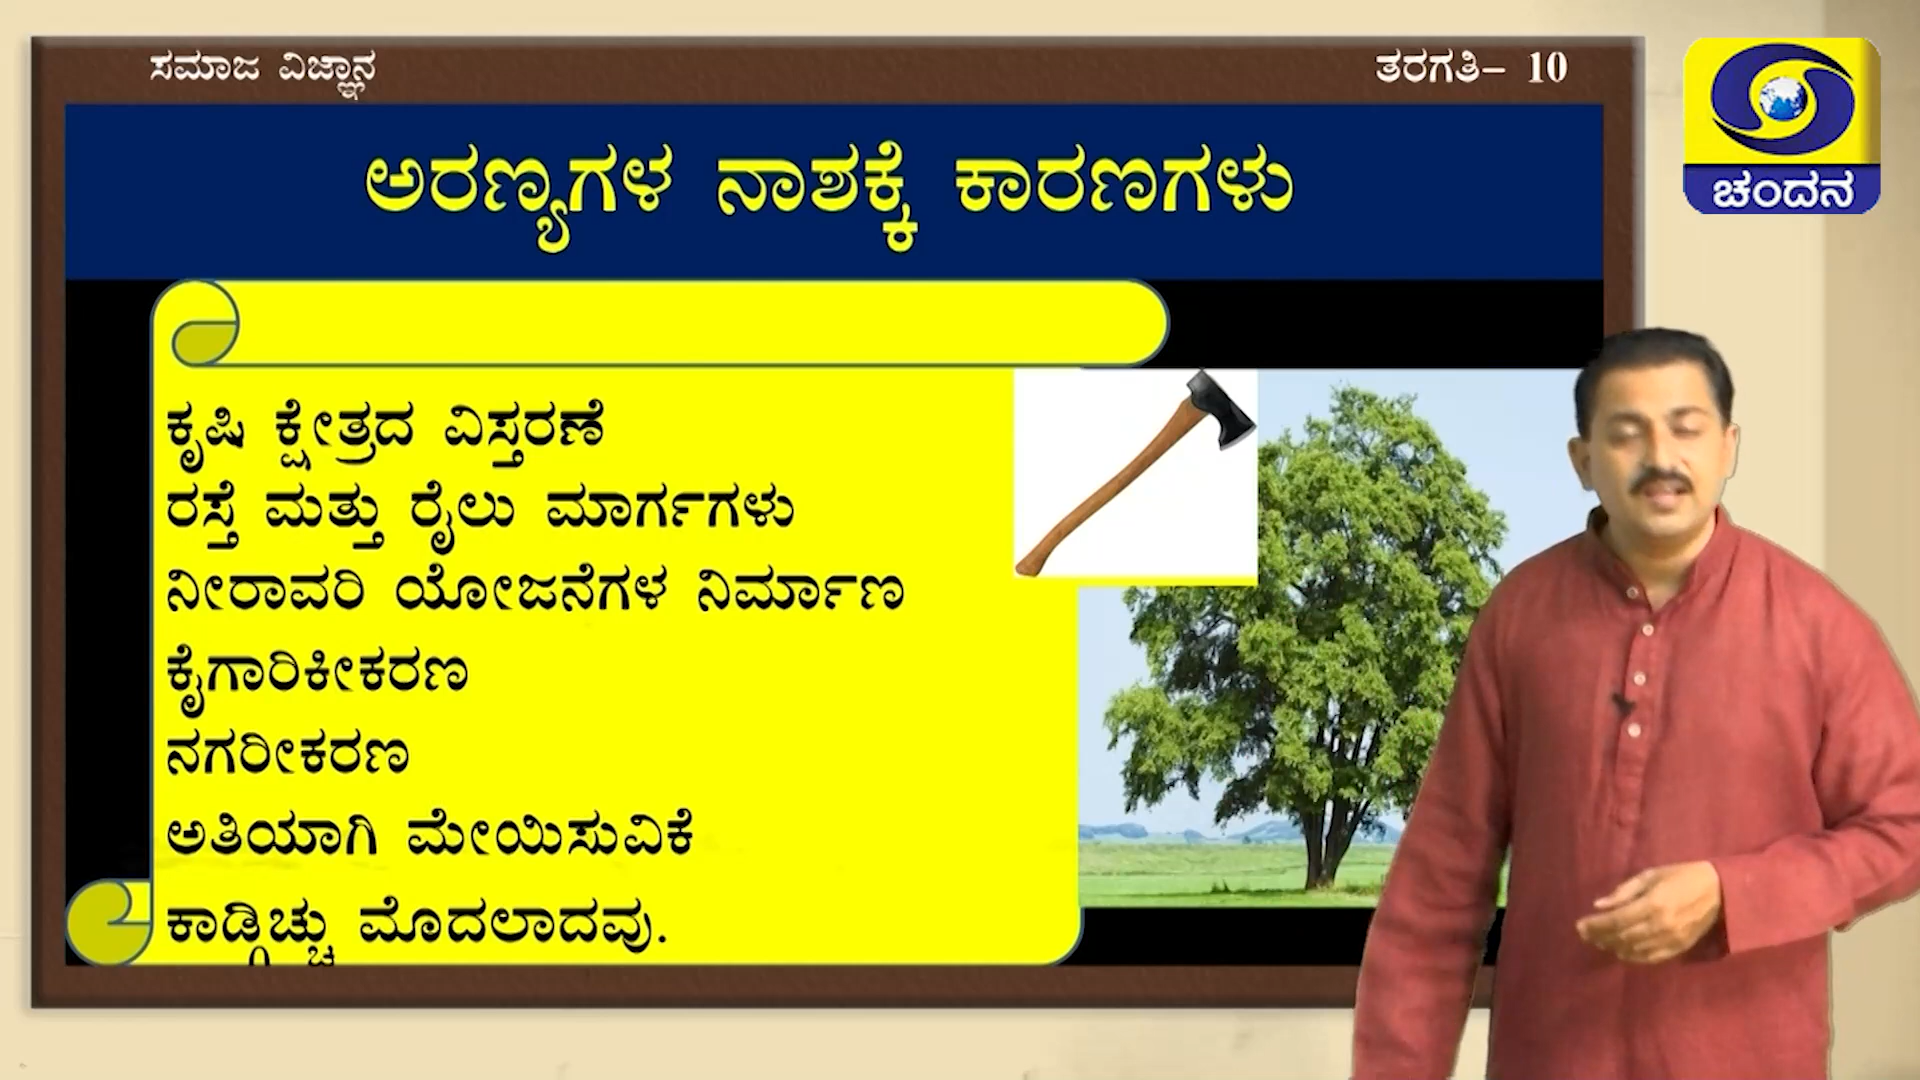 ಸಮಾಜ ವಿಜ್ಞಾನ
ತರಗತಿ– 10
ಚಂದನ
ಅರಣ್ಯಗಳ ನಾಶಕ್ಕೆ ಕಾರಣಗಳು
ಕೃಷಿ ಕ್ಷೇತ್ರದ ವಿಸ್ತರಣೆ
ರಸ್ತೆ ಮತ್ತು ರೈಲು ಮಾರ್ಗಗಳು
ನೀರಾವರಿ ಯೋಜನೆಗಳ ನಿರ್ಮಾಣ
ಕೈಗಾರಿಕೀಕರಣ
ನಗರೀಕರಣ
ಅತಿಯಾಗಿ ಮೇಯಿಸುವಿಕೆ
ಕಾಡ್ಗಿಚ್ಚು ಮೊದಲಾದವು.